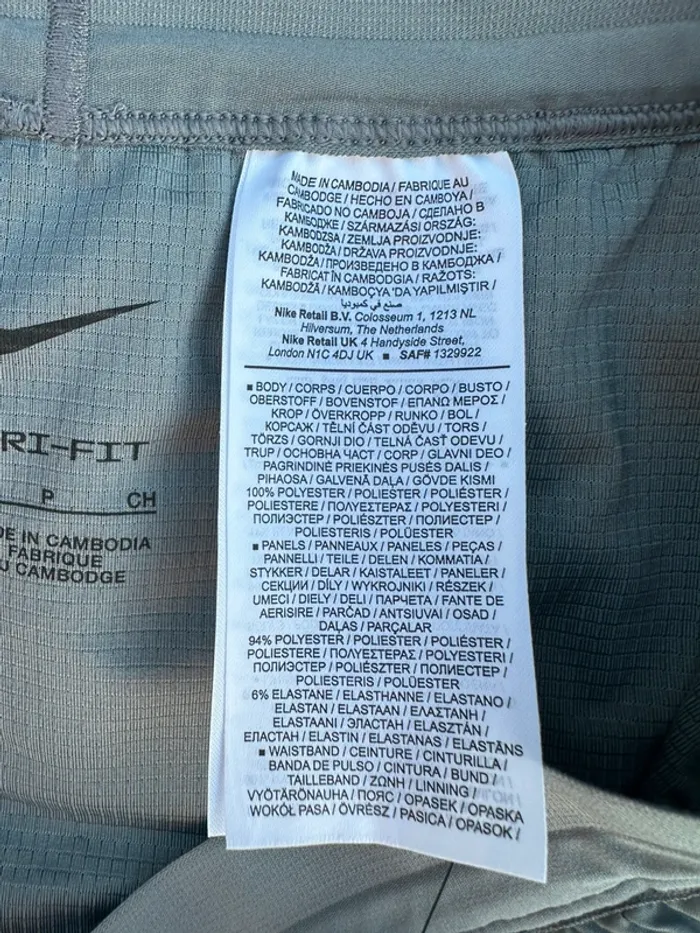 MADE IN CAMBODIA / FABRIQUE AU
CAMBODGE / HECHO EN CAMBOYA /
FABRICADO NO CAMBOJA / СДЕЛАНО В
КАМБОДЖЕ / SZÁRMAZÁSI ORSZÁG:
KAMBODZSA / ZEMLJA PROIZVODNJE:
KAMBODŽA / DRŽAVA PROIZVODNJE:
KAMBODŽA / ПРОИЗВЕДЕНО В КАМБОДЖА /
FABRICAT ÎN CAMBODGIA / RAŽOTS:
KAMBODŽĀ / KAMBOÇYA 'DA YAPILMIŞTIR /
صنع في كمبوديا
Nike Retail B.V. Colosseum 1, 1213 NL
Hilversum, The Netherlands
Nike Retail UK 4 Handyside Street,
London N1C 4DJ UK ■ SAF# 1329922
■ BODY / CORPS / CUERPO / CORPO / BUSTO /
OBERSTOFF / BOVENSTOF / ΕΠΑΝΩ ΜΕΡΟΣ /
KROP / ÖVERKROPP / RUNKO / BOL /
КОРСАЖ / TĚLNÍ ČÁST ODĚVU / TORS /
TÖRZS / GORNJI DIO / TELNÁ ČASŤ ODEVU /
TRUP / ОСНОВНА ЧАСТ / CORP / GLAVNI DEO /
PAGRINDINĖ PRIEKINĖS PUSĖS DALIS /
PIHAOSA / GALVENĀ DAĻA / GÖVDE KISMI
100% POLYESTER / POLIESTER / POLIÉSTER /
POLIESTERE / ΠΟΛΥΕΣΤΕΡΑΣ / POLYESTERI /
ПОЛИЭСТЕР / POLIÉSZTER / ПОЛИЕСТЕР /
POLIESTERIS / POLÜESTER
■ PANELS / PANNEAUX / PANELES / PEÇAS /
PANNELLI / TEILE / DELEN / KOMMATIA /
STYKKER / DELAR / KAISTALEET / PANELER /
СЕКЦИИ / DÍLY / WYKROJNIKI / RÉSZEK /
UMECI / DIELY / DELI / ПАРЧЕТА / FANTE DE
AERISIRE / PARČAD / ANTSIUVAI / OSAD /
DAĻAS / PARÇALAR
94% POLYESTER / POLIESTER / POLIÉSTER /
POLIESTERE / ΠΟΛΥΕΣΤΕΡΑΣ / POLYESTERI /
ПОЛИЭСТЕР / POLIÉSZTER / ПОЛИЕСТЕР /
POLIESTERIS / POLÜESTER
6% ELASTANE / ELASTHANNE / ELASTANO /
ELASTAN / ELASTAAN / ΕΛΑΣΤΑΝΗ /
ELASTAANI / ЭЛАСТАН / ELASZTÁN /
ЕЛАСТАН / ELASTIN / ELASTANAS / ELASTĀNS
■ WAISTBAND / CEINTURE / CINTURILLA /
BANDA DE PULSO / CINTURA / BUND /
TAILLEBAND / ΖΩΝΗ / LINNING /
VYÖTÄRÖNAUHA / ПОЯС / OPASEK / OPASKA
WOKÓŁ PASA / ÖVRÉSZ / PASICA / OPASOK /
RI-FIT
P CH
DE IN CAMBODIA
FABRIQUE
U CAMBODGE